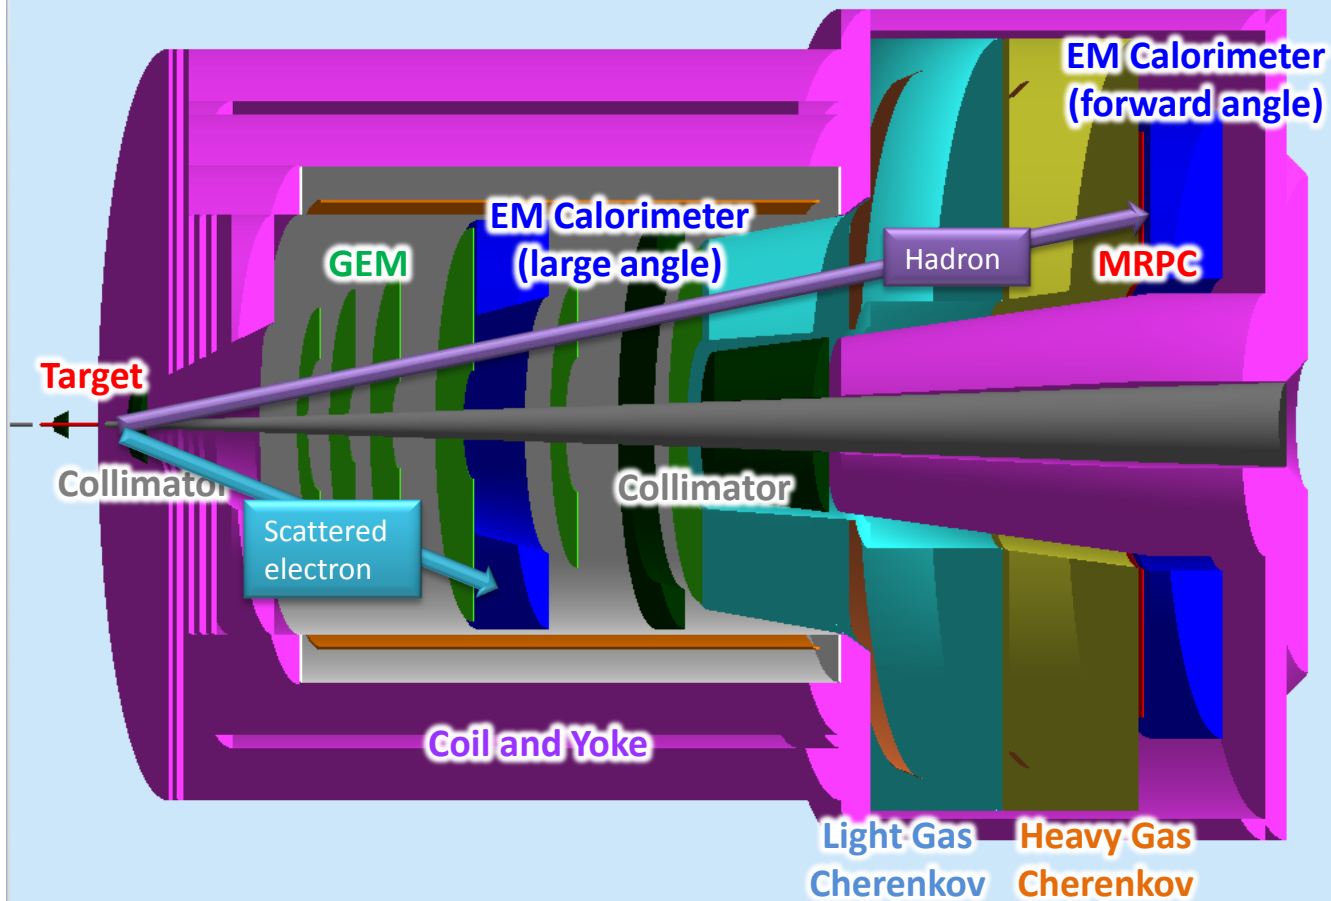 EM Calorimeter
(forward angle)
EM Calorimeter
(large angle)
GEM
Hadron
MRPC
Target
Collimator
Collimator
Scattered
electron
Coil and Yoke
Light Gas
Cherenkov
Heavy Gas
Cherenkov